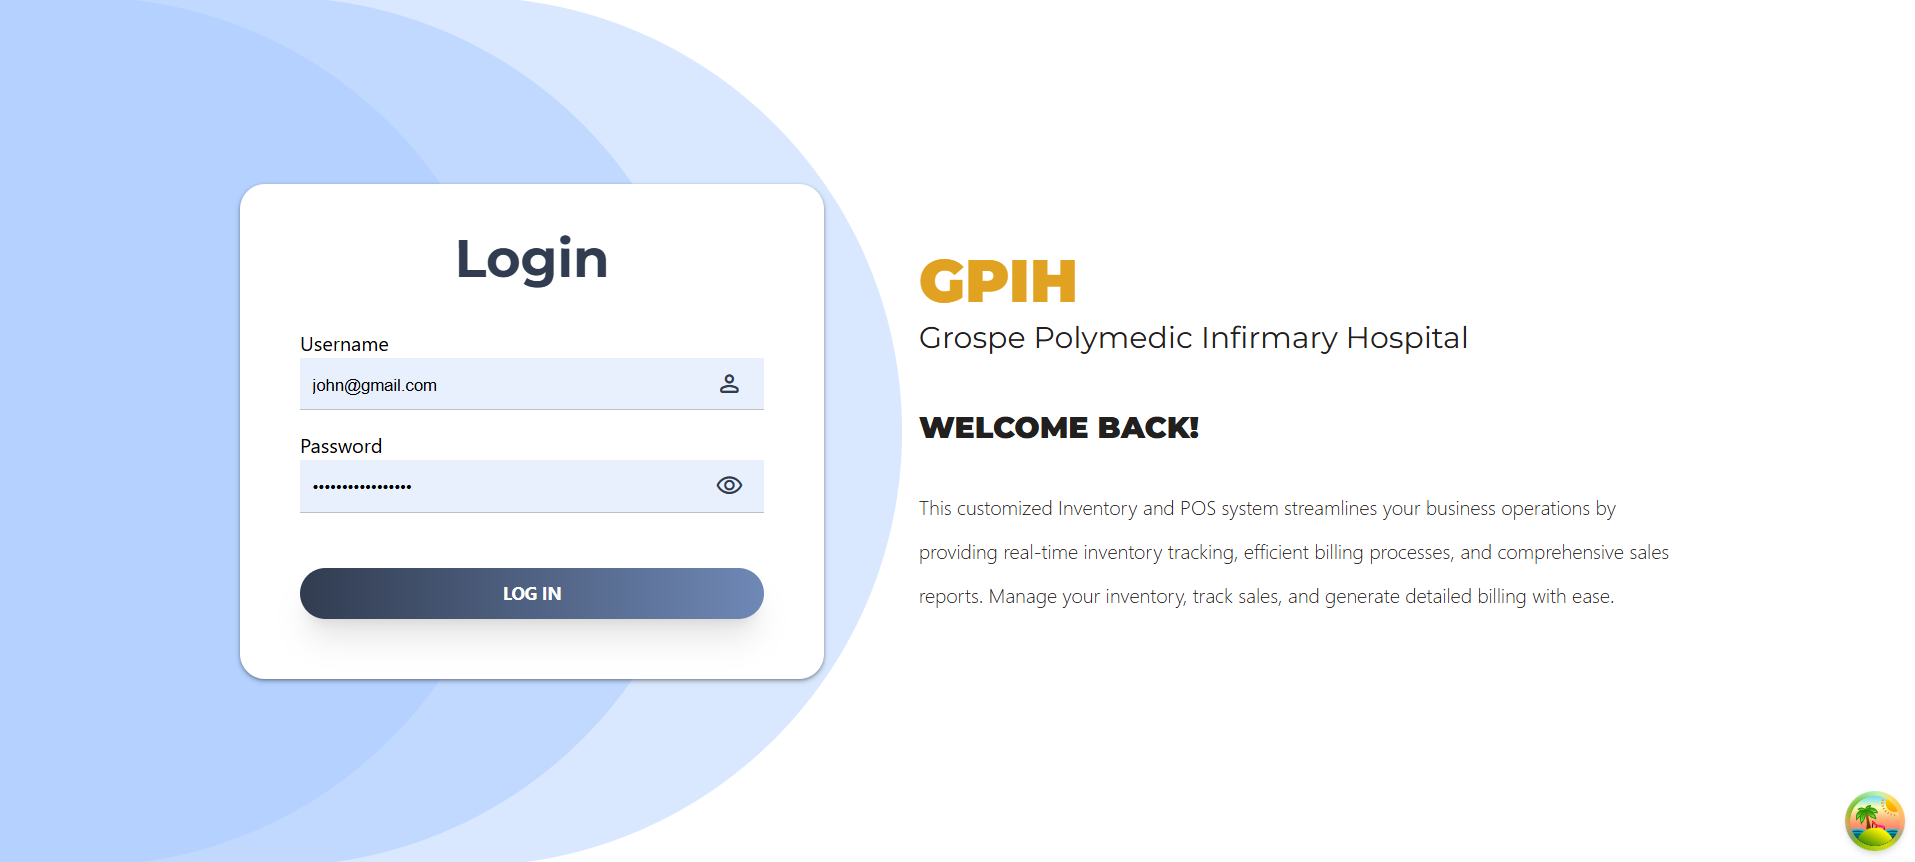 Login
Username
john@gmail.com
Password
•••••••••••••••••
LOG IN
GPIH
Grospe Polymedic Infirmary Hospital
WELCOME BACK!
This customized Inventory and POS system streamlines your business operations by
providing real-time inventory tracking, efficient billing processes, and comprehensive sales
reports. Manage your inventory, track sales, and generate detailed billing with ease.